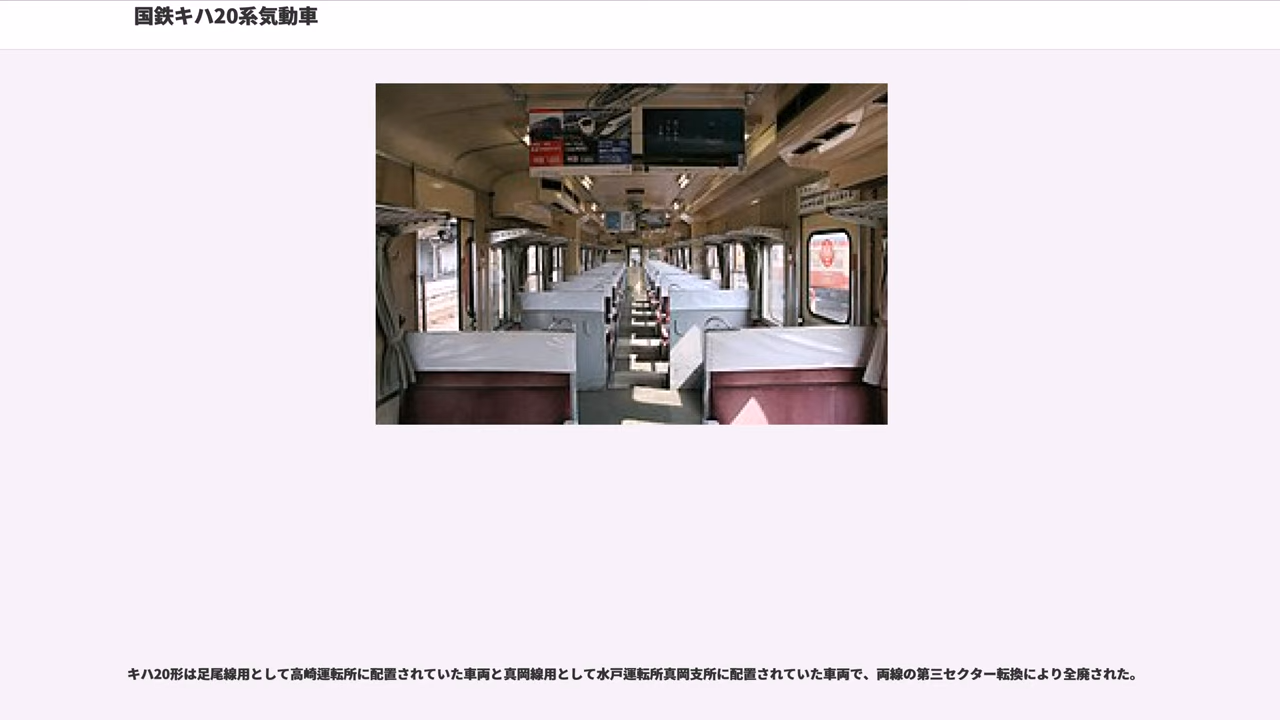 国鉄キハ20系気動車
キハ20形は足尾線用として高崎運転所に配置されていた車両と真岡線用として水戸運転所真岡支所に配置されていた車両で、両線の第三セクター転換により全廃された。